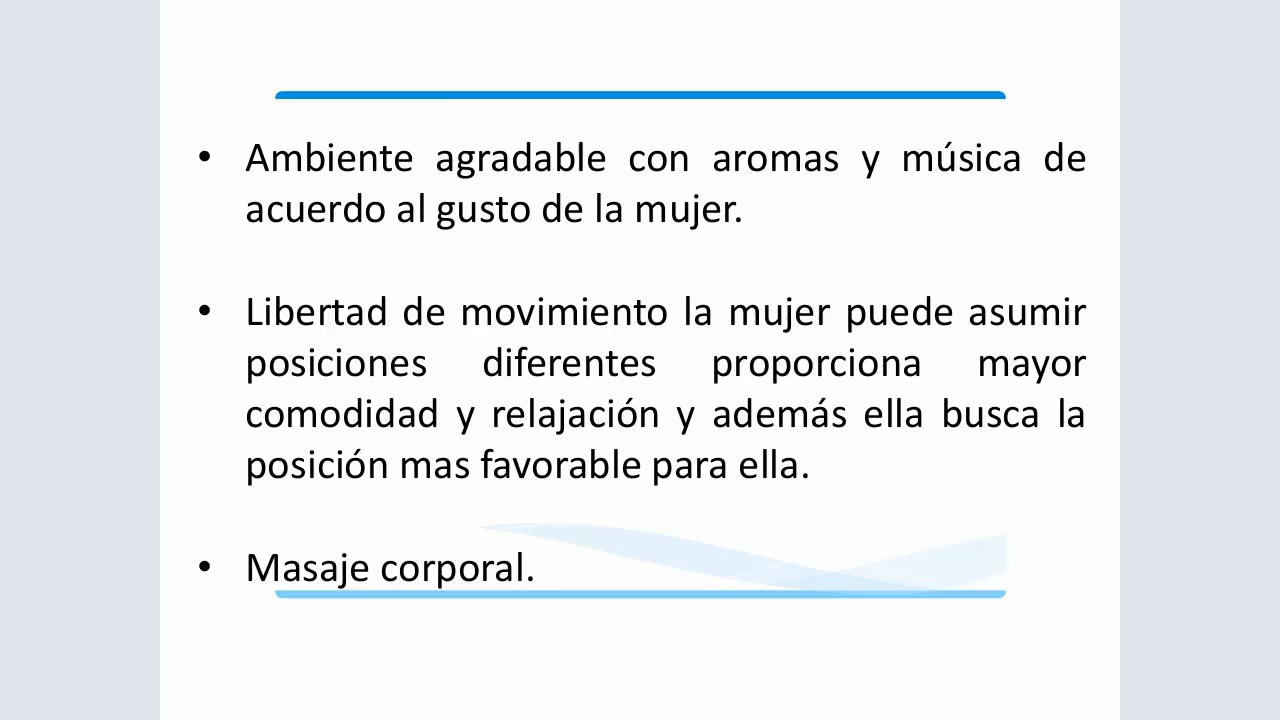 • Ambiente agradable con aromas y música de
acuerdo al gusto de la mujer.
• Libertad de movimiento la mujer puede asumir
posiciones diferentes proporciona mayor
comodidad y relajación y además ella busca la
posición mas favorable para ella.
• Masaje corporal.